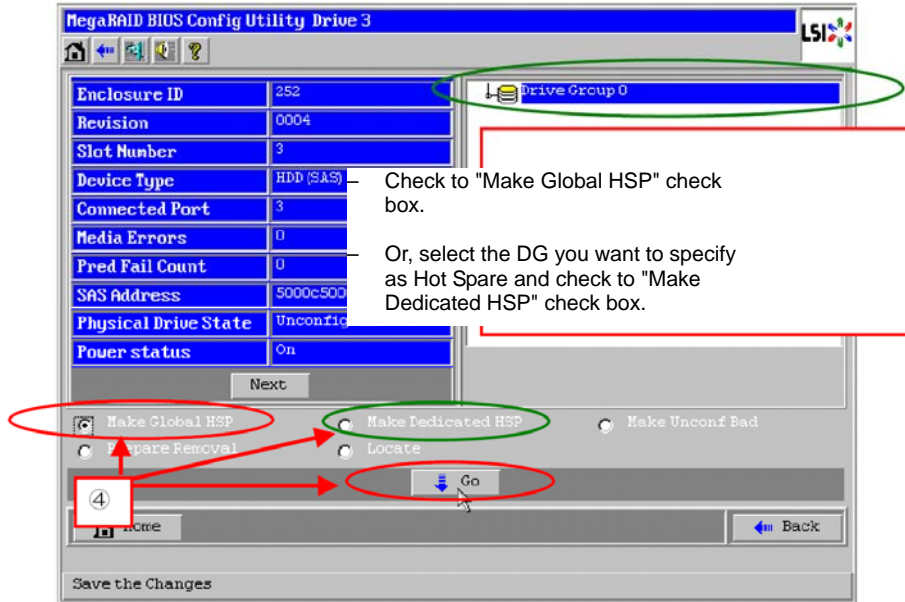 MegaRAID BIOS Config Utility Drive 3
LSI
Enclosure ID 252
Revision 0004
Slot Number 3
Device Type HDD (SAS)
Connected Port 3
Media Errors 0
Pred Fail Count 0
SAS Address 5000c500
Physical Drive State Unconfig
Power status On
Next
Drive Group 0
– Check to "Make Global HSP" check
box.
– Or, select the DG you want to specify
as Hot Spare and check to "Make
Dedicated HSP" check box.
Make Global HSP Make Dedicated HSP Make Unconf Bad
Prepare Removal Locate
Go
④
Home Back
Save the Changes